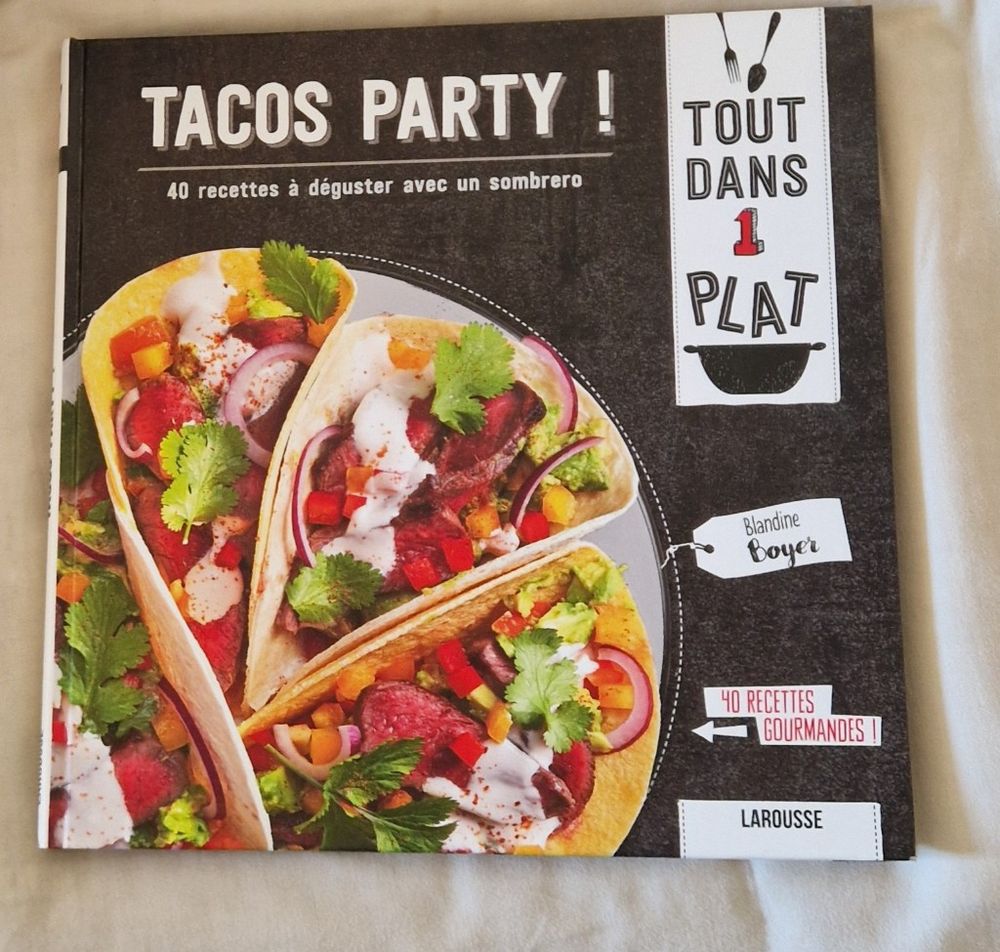 TACOS PARTY !
40 recettes à déguster avec un sombrero
TOUT
DANS
1
PLAT
Blandine
Boyer
40 RECETTES
GOURMANDES !
LAROUSSE